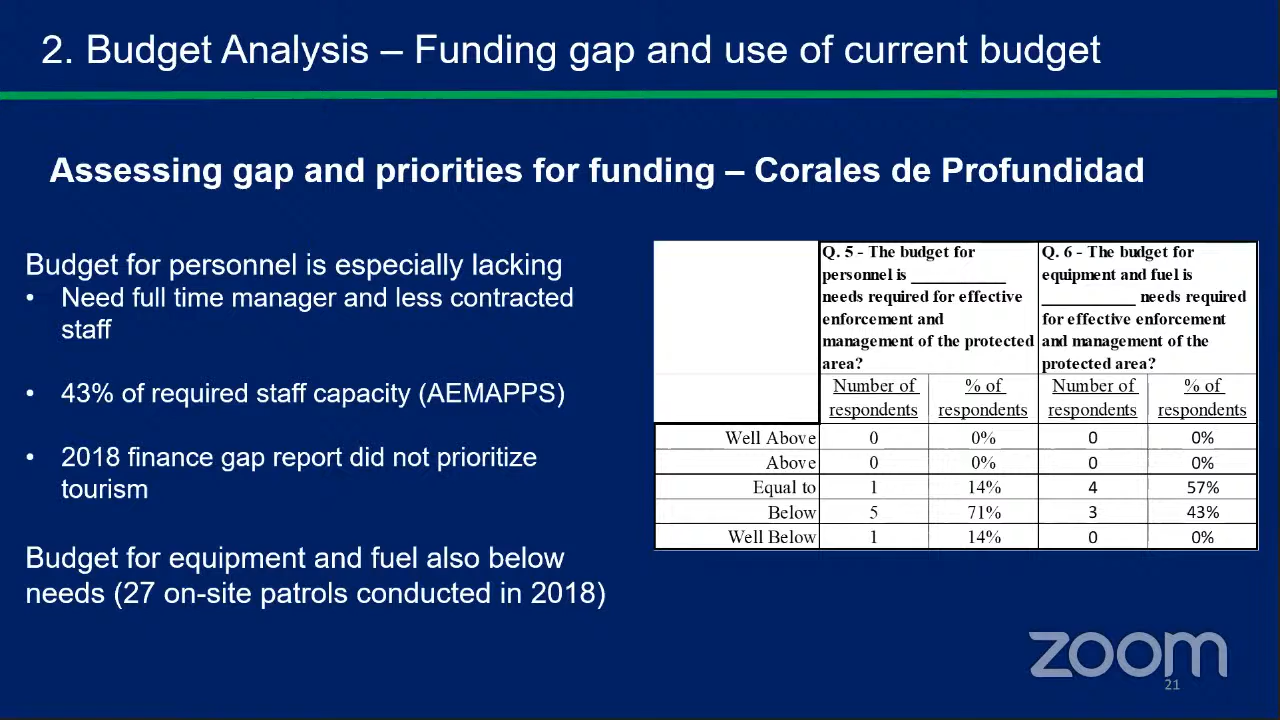 2. Budget Analysis – Funding gap and use of current budget
Assessing gap and priorities for funding – Corales de Profundidad
Budget for personnel is especially lacking
• Need full time manager and less contracted
staff
• 43% of required staff capacity (AEMAPPS)
• 2018 finance gap report did not prioritize
tourism
Budget for equipment and fuel also below
needs (27 on-site patrols conducted in 2018)
Q. 5 - The budget for
personnel is ___________
needs required for effective
enforcement and
management of the protected
area?
Q. 6 - The budget for
equipment and fuel is
___________ needs required
for effective enforcement
and management of the
protected area?
Number of
respondents
% of
respondents
Number of
respondents
% of
respondents
Well Above 0 0% 0 0%
Above 0 0% 0 0%
Equal to 1 14% 4 57%
Below 5 71% 3 43%
Well Below 1 14% 0 0%
zoom
21